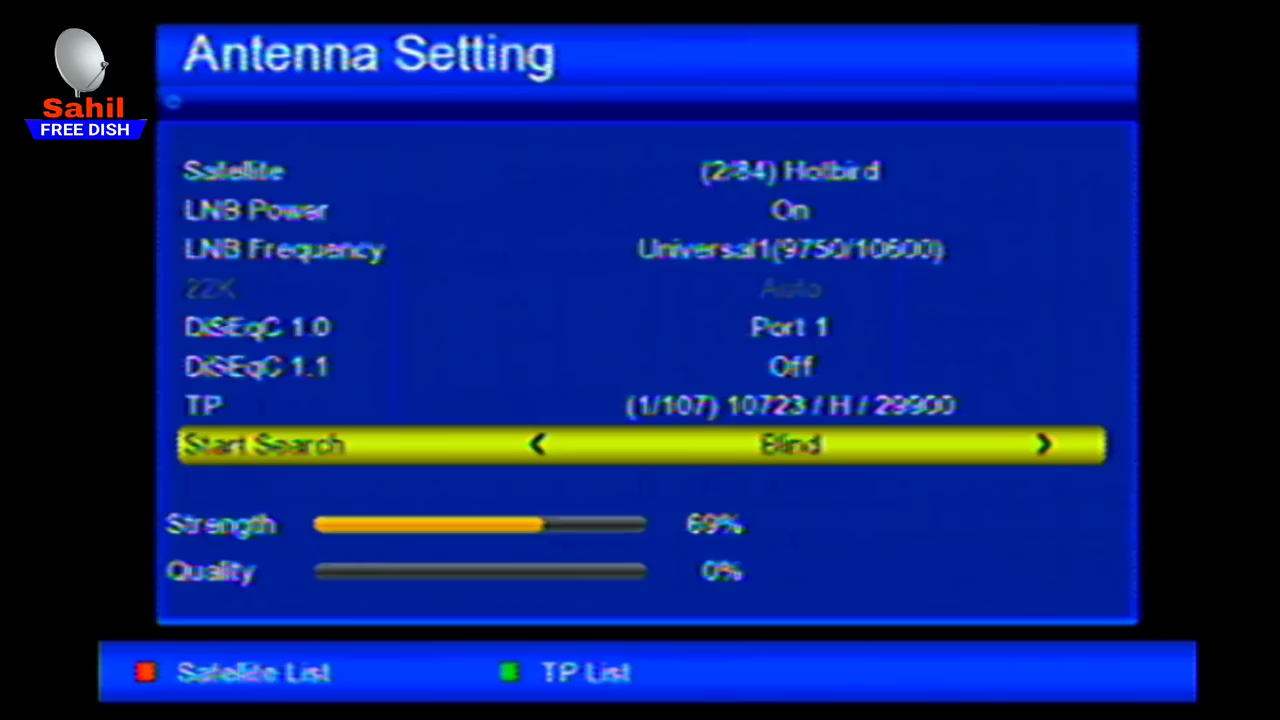 Sahil
FREE DISH
Antenna Setting
Satellite (2/84) Hotbird
LNB Power On
LNB Frequency Universal1(9750/10600)
22K Auto
DiSEqC 1.0 Port 1
DiSEqC 1.1 Off
TP (1/107) 10723 / H / 29900
Start Search Blind
Strength 69%
Quality 0%
Satellite List TP List